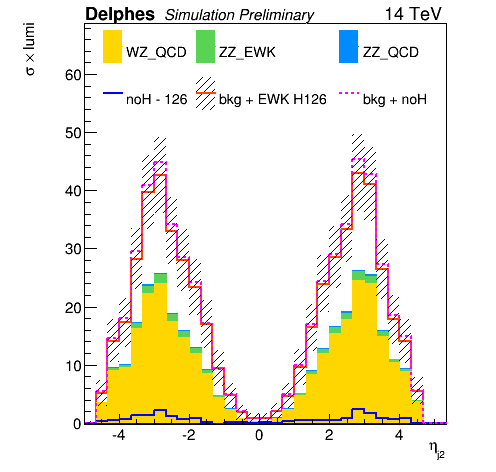 Delphes Simulation Preliminary 14 TeV
σ × lumi
WZ_QCD ZZ_EWK ZZ_QCD
noH - 126 bkg + EWK H126 bkg + noH
60
50
40
30
20
10
0
-4 -2 0 2 4
η_j2